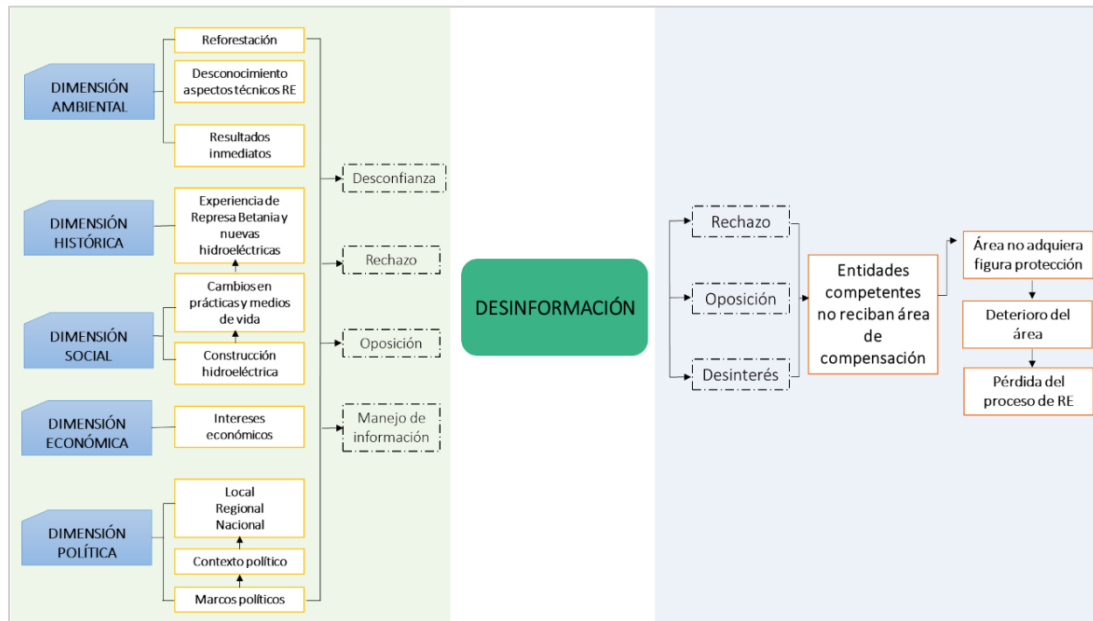 DIMENSIÓN
AMBIENTAL
Reforestación
Desconocimiento
aspectos técnicos RE
Resultados
inmediatos
DIMENSIÓN
HISTÓRICA
Experiencia de
Represa Betania y
nuevas
hidroeléctricas
DIMENSIÓN
SOCIAL
Cambios en
prácticas y medios
de vida
Construcción
hidroeléctrica
DIMENSIÓN
ECONÓMICA
Intereses
económicos
DIMENSIÓN
POLÍTICA
Local
Regional
Nacional
Contexto político
Marcos políticos
Desconfianza
Rechazo
Oposición
Manejo de
información
DESINFORMACIÓN
Rechazo
Oposición
Desinterés
Entidades
competentes
no reciban área
de
compensación
Área no adquiera
figura protección
Deterioro del
área
Pérdida del
proceso de RE